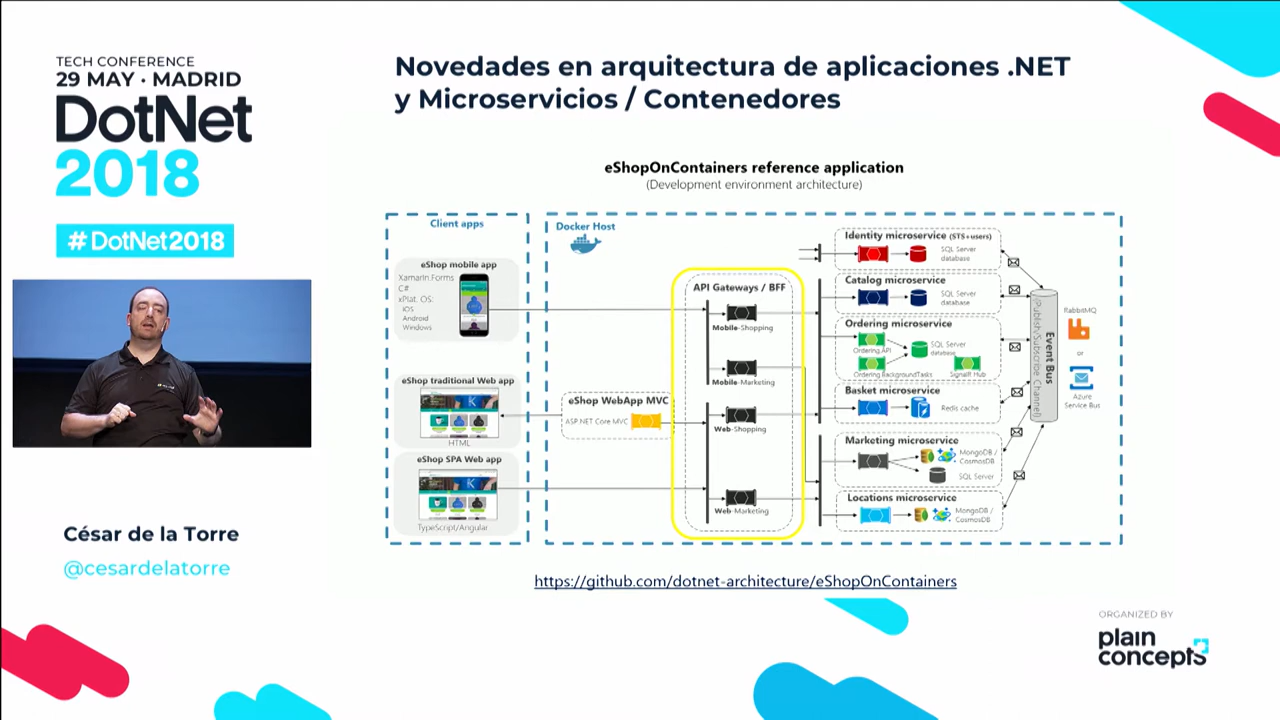 TECH CONFERENCE
29 MAY · MADRID
DotNet
2018
# DotNet2018
César de la Torre
@cesardelatorre
Novedades en arquitectura de aplicaciones .NET
y Microservicios / Contenedores
eShopOnContainers reference application
(Development environment architecture)
Client apps
eShop mobile app
Xamarin.Forms
C#
xPlat. OS:
iOS
Android
Windows
eShop traditional Web app
HTML
eShop SPA Web app
TypeScript/Angular
Docker Host
eShop WebApp MVC
ASP.NET Core MVC
API Gateways / BFF
Mobile-Shopping
Mobile-Marketing
Web-Shopping
Web-Marketing
Identity microservice (STS+users)
SQL Server
database
Catalog microservice
SQL Server
database
Ordering microservice
Ordering API
SQL Server
database
Ordering BackgroundTasks
SignalR Hub
Basket microservice
Redis cache
Marketing microservice
MongoDB /
CosmosDB
SQL Server
Locations microservice
MongoDB /
CosmosDB
Event Bus
(Publish/Subscribe Channel)
RabbitMQ
or
Azure
Service Bus
https://github.com/dotnet-architecture/eShopOnContainers
ORGANIZED BY
plain
concepts